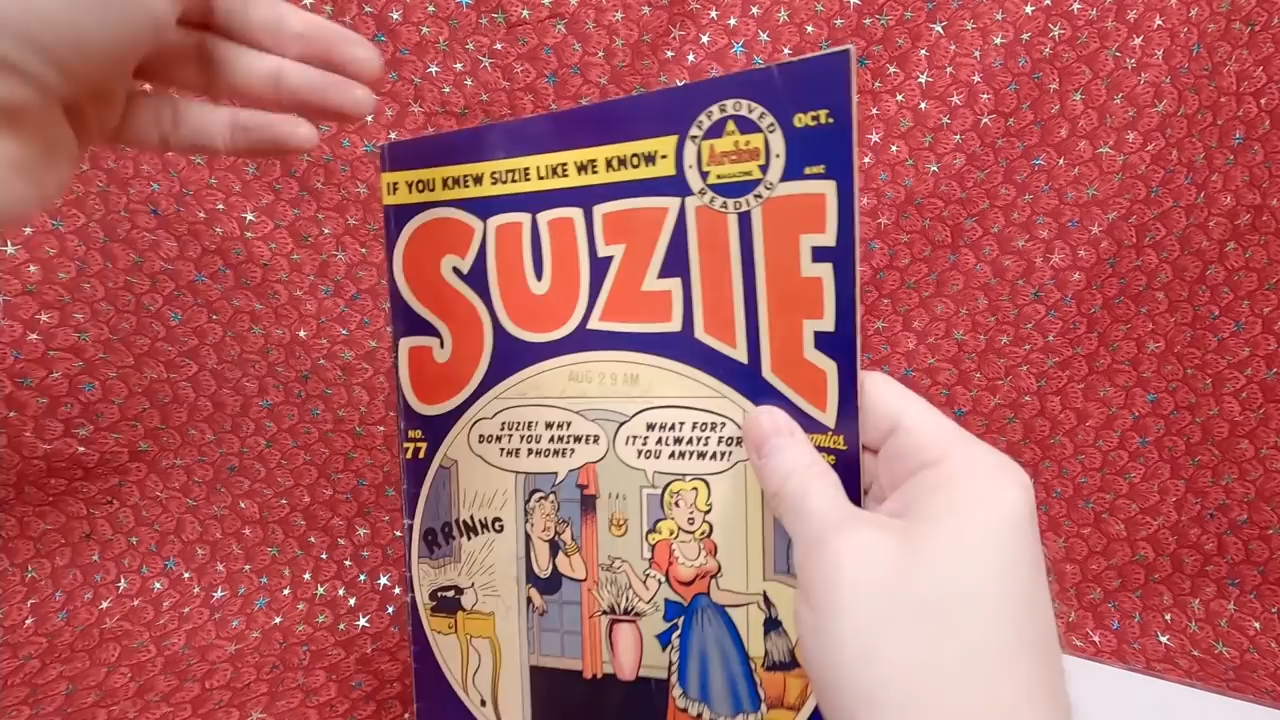 IF YOU KNEW SUZIE LIKE WE KNOW-
APPROVED
AN
Archie
MAGAZINE
READING
OCT.
ANC
SUZIE
AUG 29 AM
NO.
77
SUZIE! WHY
DON'T YOU ANSWER
THE PHONE?
WHAT FOR?
IT'S ALWAYS FOR
YOU ANYWAY!
RRINNG